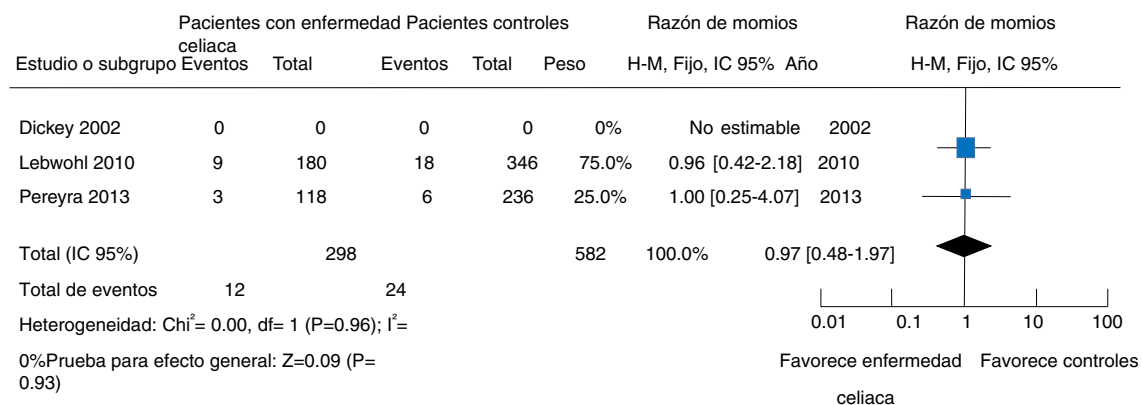 Pacientes con enfermedad celiaca Pacientes controles Razón de momios Razón de momios
Estudio o subgrupo Eventos Total Eventos Total Peso H-M, Fijo, IC 95% Año H-M, Fijo, IC 95%
Dickey 2002 0 0 0 0 0% No estimable 2002
Lebwohl 2010 9 180 18 346 75.0% 0.96 [0.42-2.18] 2010
Pereyra 2013 3 118 6 236 25.0% 1.00 [0.25-4.07] 2013
Total (IC 95%) 298 582 100.0% 0.97 [0.48-1.97]
Total de eventos 12 24
Heterogeneidad: Chi²= 0.00, df= 1 (P=0.96); I²=
0%Prueba para efecto general: Z=0.09 (P=
0.93)
0.01 0.1 1 10 100
Favorece enfermedad celiaca Favorece controles